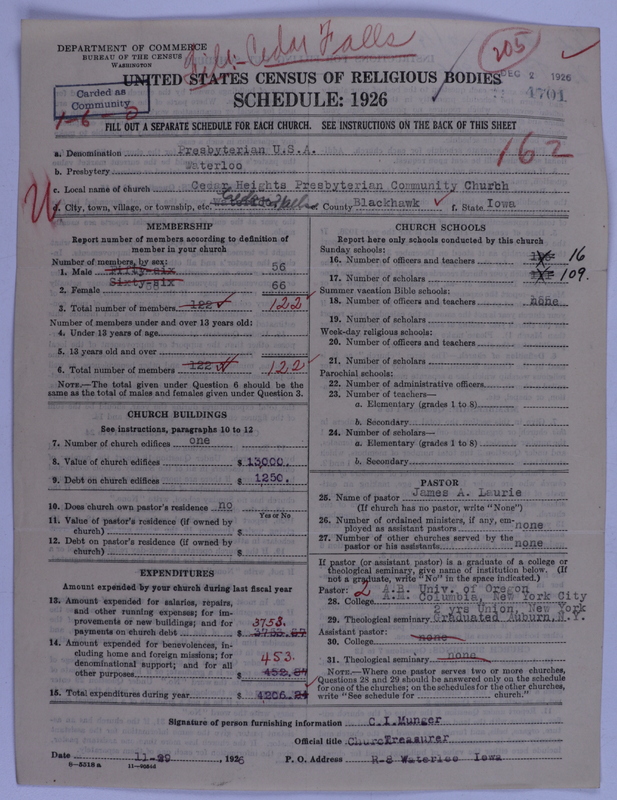 DEPARTMENT OF COMMERCE
BUREAU OF THE CENSUS
WASHINGTON
File: Cedar Falls
205
DEC 2 1926
4701
UNITED STATES CENSUS OF RELIGIOUS BODIES
SCHEDULE: 1926
Carded as
Community
1-6-0
FILL OUT A SEPARATE SCHEDULE FOR EACH CHURCH. SEE INSTRUCTIONS ON THE BACK OF THIS SHEET
162
a. Denomination Presbyterian U.S.A.
b. Presbytery Waterloo
c. Local name of church Cedar Heights Presbyterian Community Church
d. City, town, village, or township, etc. Cedar Falls County Blackhawk f. State Iowa
MEMBERSHIP
Report number of members according to definition of
member in your church
Number of members, by sex:
1. Male Fifty-six 56
2. Female Sixty-six 66
3. Total number of members 122 122
Number of members under and over 13 years old:
4. Under 13 years of age
5. 13 years old and over
6. Total number of members 122 122
NOTE.—The total given under Question 6 should be the
same as the total of males and females given under Question 3.
CHURCH BUILDINGS
See instructions, paragraphs 10 to 12
7. Number of church edifices one
8. Value of church edifices $ 13000.
9. Debt on church edifices $ 1250.
10. Does church own pastor's residence no
Yes or No
11. Value of pastor's residence (if owned by
church) $
12. Debt on pastor's residence (if owned by
church) $
EXPENDITURES
Amount expended by your church during last fiscal year
13. Amount expended for salaries, repairs,
and other running expenses; for im-
provements or new buildings; and for 3753.
payments on church debt $ 3753.37
14. Amount expended for benevolences, in-
cluding home and foreign missions; for
denominational support; and for all 453.
other purposes $ 452.87
15. Total expenditures during year $ 4206.24
CHURCH SCHOOLS
Report here only schools conducted by this church
Sunday schools:
16. Number of officers and teachers 16
17. Number of scholars 109.
Summer vacation Bible schools:
18. Number of officers and teachers none
19. Number of scholars
Week-day religious schools:
20. Number of officers and teachers
21. Number of scholars
Parochial schools:
22. Number of administrative officers
23. Number of teachers—
a. Elementary (grades 1 to 8)
b. Secondary
24. Number of scholars—
a. Elementary (grades 1 to 8)
b. Secondary
PASTOR
25. Name of pastor James A. Laurie
(If church has no pastor, write "None")
26. Number of ordained ministers, if any, em-
ployed as assistant pastors none
27. Number of other churches served by the
pastor or his assistants none
If pastor (or assistant pastor) is a graduate of a college or
theological seminary, give name of institution below. (If
not a graduate, write "No" in the space indicated.)
Pastor: 2 A.B. Univ. of Oregon
28. College A.M. Columbia, New York City
2 yrs Union, New York
29. Theological seminary Graduated Auburn, N.Y.
Assistant pastor:
30. College none
31. Theological seminary none
NOTE.—Where one pastor serves two or more churches,
Questions 28 and 29 should be answered only on the schedule
for one of the churches; on the schedules for the other churches,
write "See schedule for church."
Signature of person furnishing information C.I.Munger
Official title Church Treasurer
Date 11-29, 1926 P. O. Address R-8 Waterloo Iowa
8-5518a